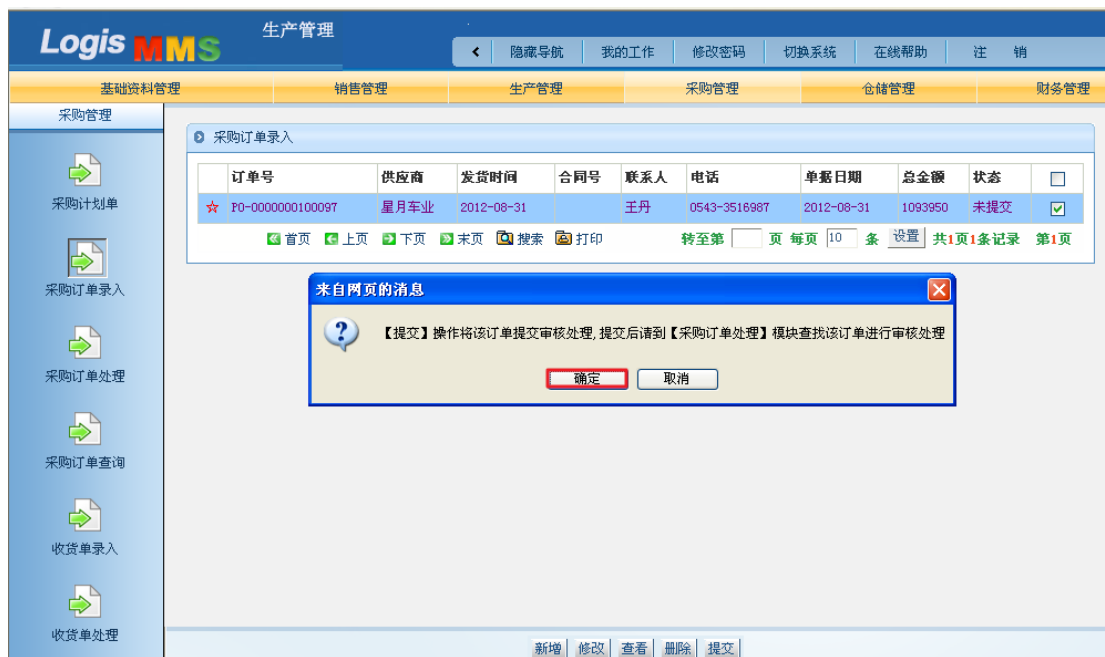 Logis MMS 生产管理
隐藏导航 我的工作 修改密码 切换系统 在线帮助 注 销
基础资料管理 销售管理 生产管理 采购管理 仓储管理 财务管理
采购管理
采购订单录入
订单号 供应商 发货时间 合同号 联系人 电话 单据日期 总金额 状态
PO-0000000100097 星月车业 2012-08-31 王丹 0543-3516987 2012-08-31 1093950 未提交
首页 上页 下页 末页 搜索 打印 转至第 页 每页 10 条 设置 共1页1条记录 第1页
采购计划单
采购订单录入
采购订单处理
采购订单查询
收货单录入
收货单处理
来自网页的消息
【提交】操作将该订单提交审核处理,提交后请到【采购订单处理】模块查找该订单进行审核处理
确定 取消
新增 修改 查看 删除 提交